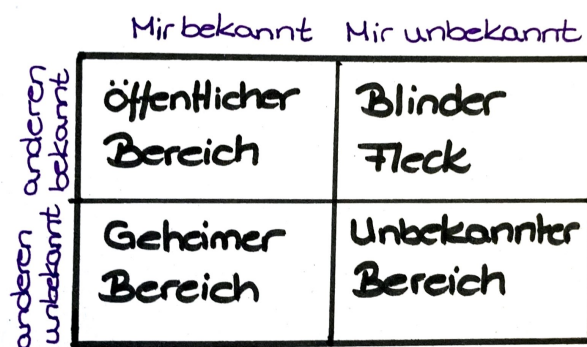 Mir bekannt Mir unbekannt
anderen bekannt
öffentlicher Bereich
Blinder Fleck
anderen unbekannt
Geheimer Bereich
Unbekannter Bereich